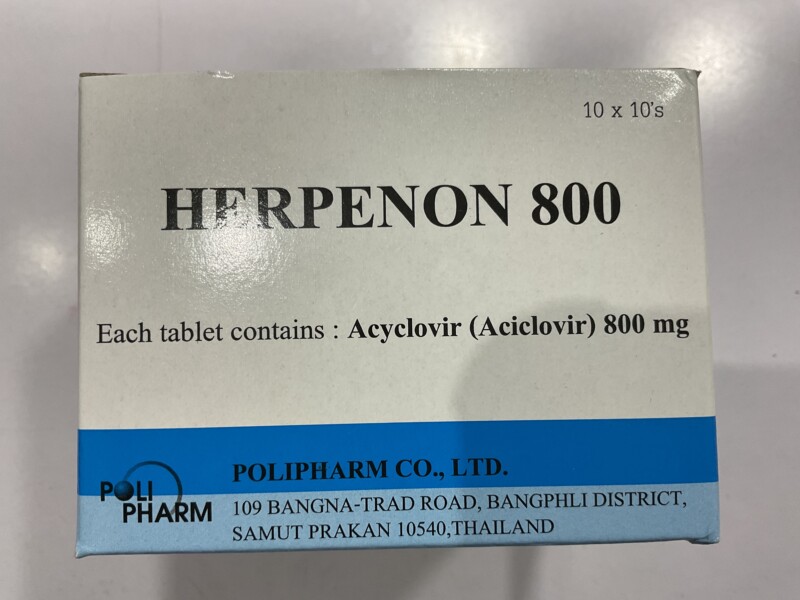 10 x 10's
HERPENON 800
Each tablet contains : Acyclovir (Aciclovir) 800 mg
POLIPHARM CO., LTD.
POLI
PHARM
109 BANGNA-TRAD ROAD, BANGPHLI DISTRICT,
SAMUT PRAKAN 10540,THAILAND